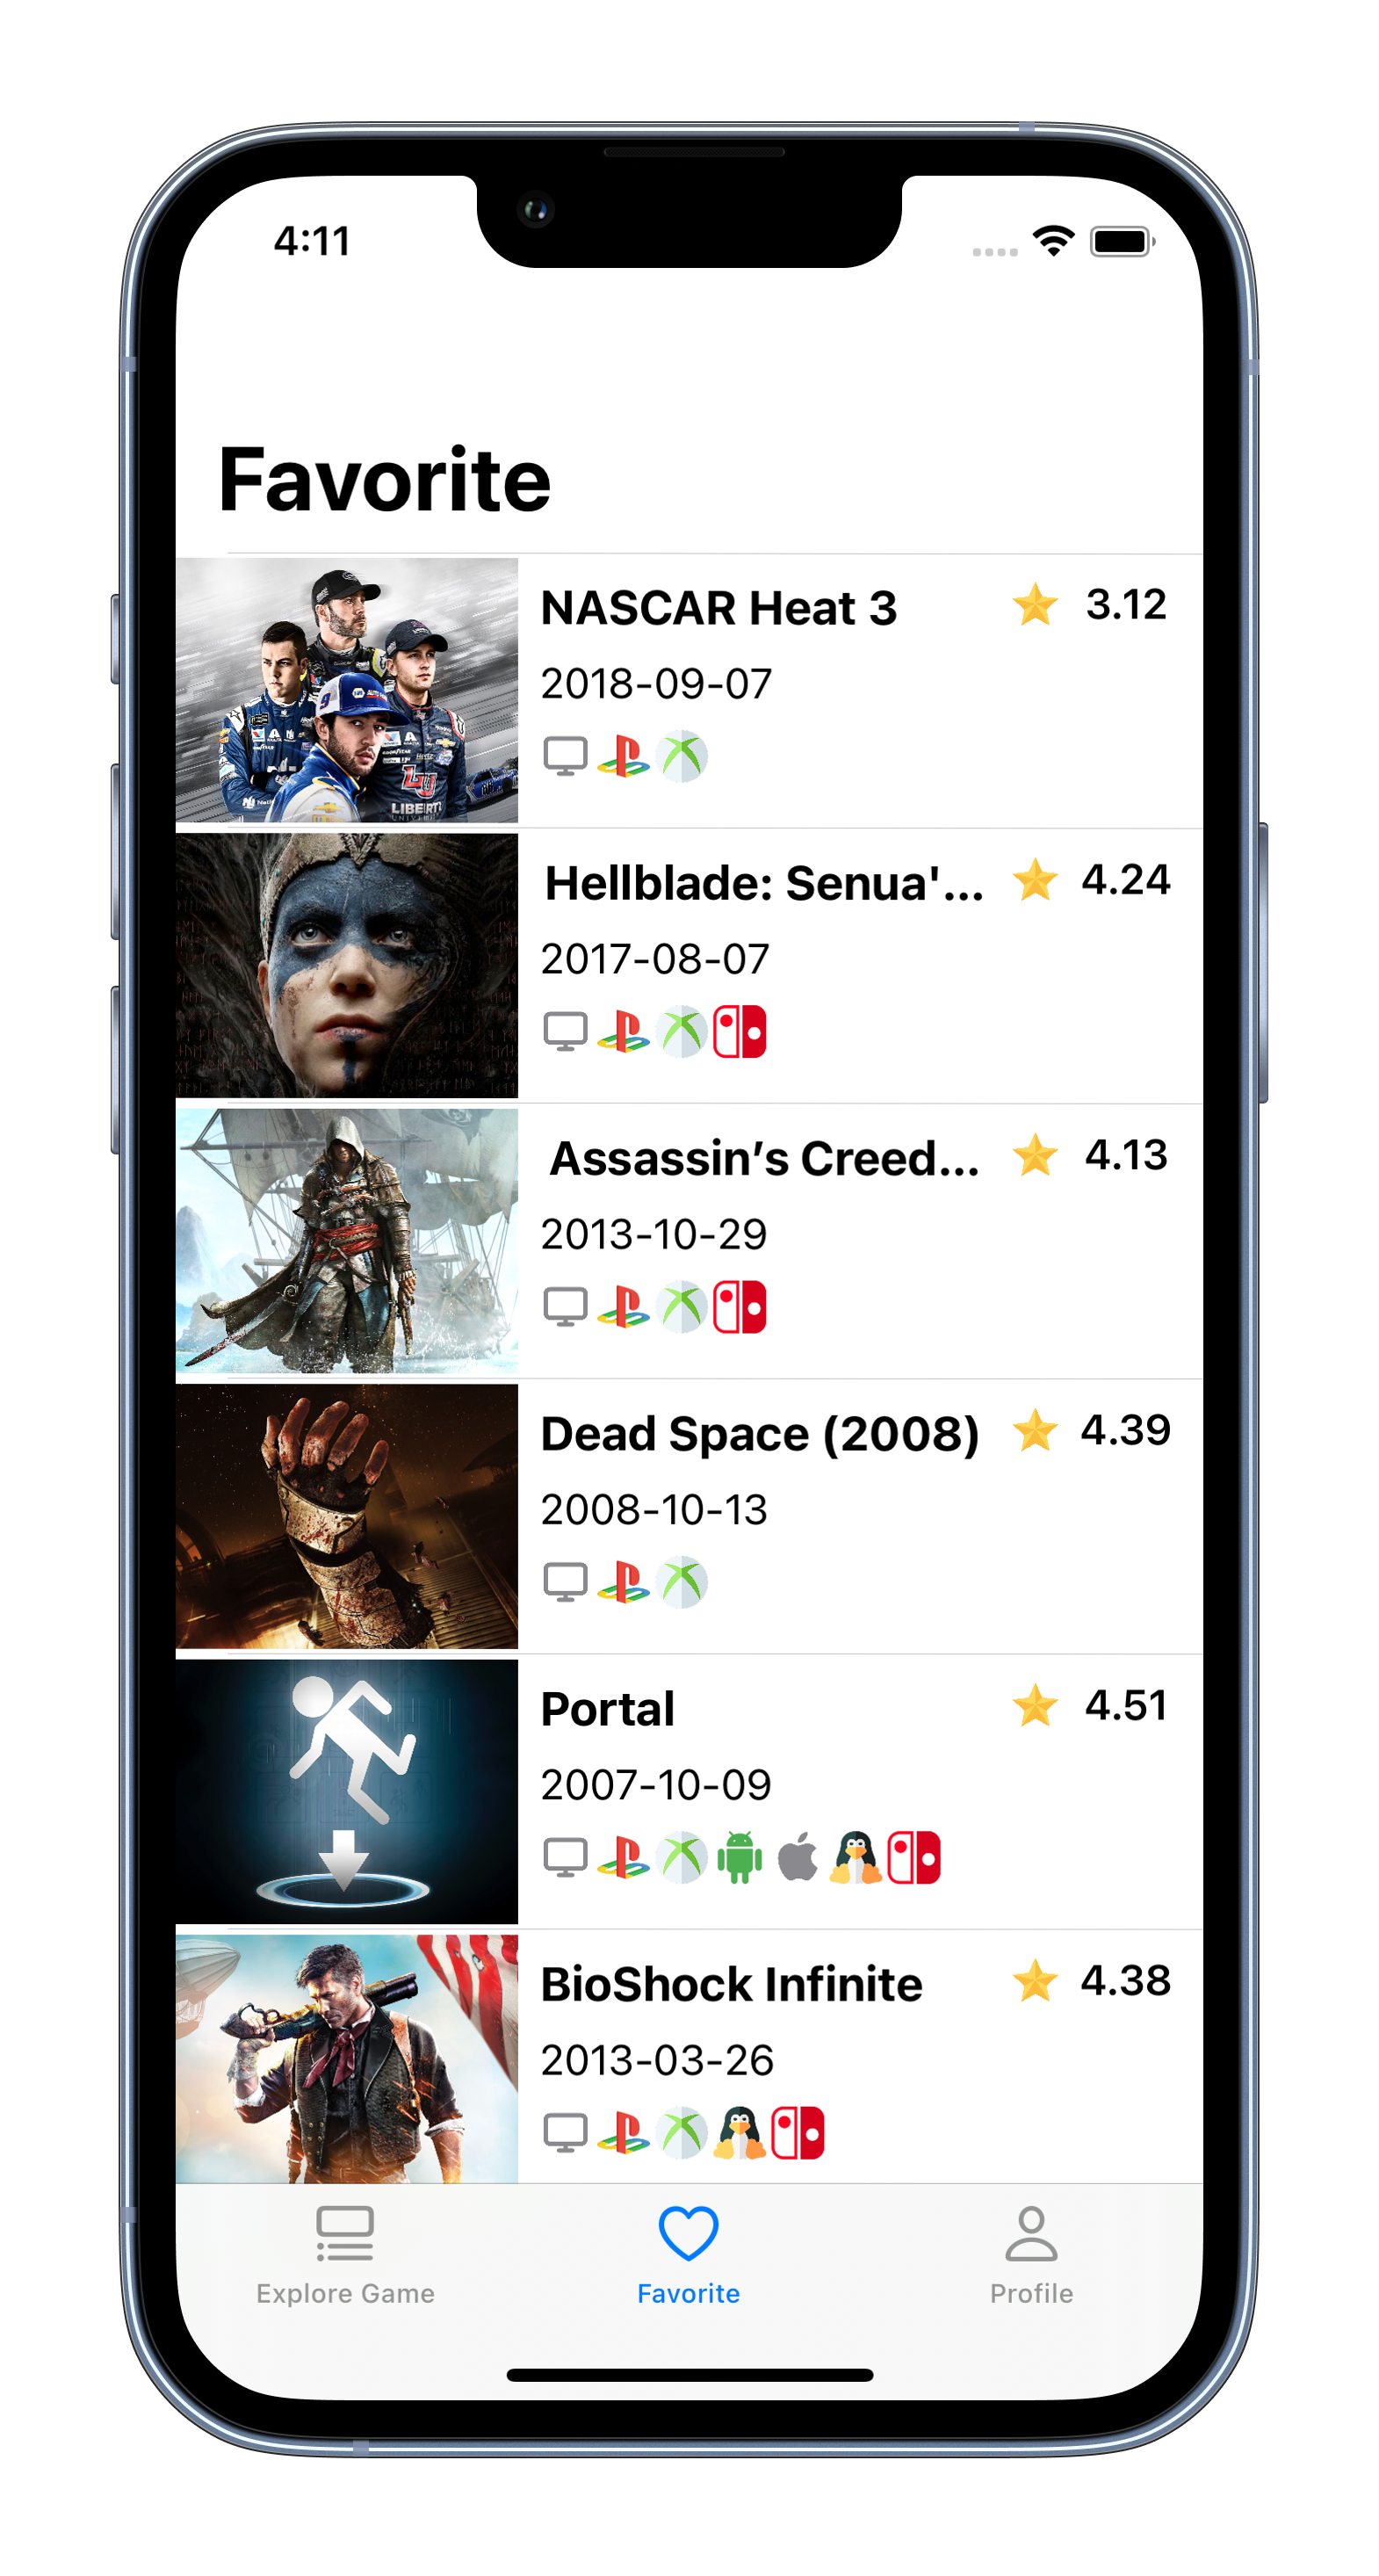 4:11
Favorite
NASCAR Heat 3 3.12
2018-09-07
LU
LIBERTY
Hellblade: Senua'... 4.24
2017-08-07
Assassin’s Creed... 4.13
2013-10-29
Dead Space (2008) 4.39
2008-10-13
Portal 4.51
2007-10-09
BioShock Infinite 4.38
2013-03-26
Explore Game Favorite Profile